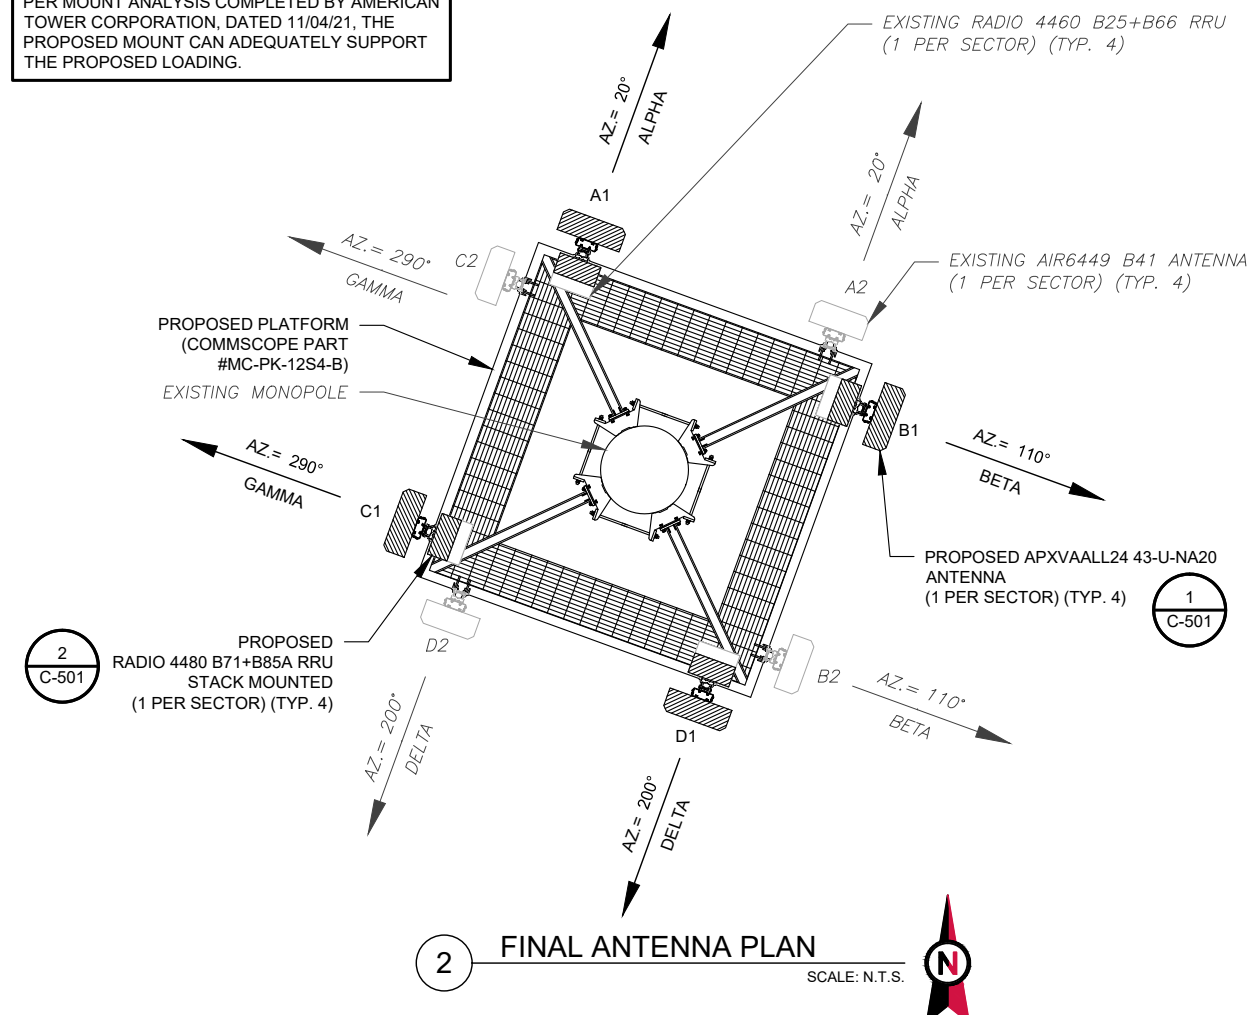 PER MOUNT ANALYSIS COMPLETED BY AMERICAN
TOWER CORPORATION, DATED 11/04/21, THE
PROPOSED MOUNT CAN ADEQUATELY SUPPORT
THE PROPOSED LOADING.
EXISTING RADIO 4460 B25+B66 RRU
(1 PER SECTOR) (TYP. 4)
AZ.= 20°
ALPHA
AZ.= 20°
ALPHA
A1
AZ.= 290°
GAMMA
C2
EXISTING AIR6449 B41 ANTENNA
(1 PER SECTOR) (TYP. 4)
A2
PROPOSED PLATFORM
(COMMSCOPE PART
#MC-PK-12S4-B)
EXISTING MONOPOLE
B1
AZ.= 110°
BETA
AZ.= 290°
GAMMA
C1
PROPOSED APXVAALL24 43-U-NA20
ANTENNA
(1 PER SECTOR) (TYP. 4)
1
C-501
D2
2
C-501
PROPOSED
RADIO 4480 B71+B85A RRU
STACK MOUNTED
(1 PER SECTOR) (TYP. 4)
B2
AZ.= 110°
BETA
AZ.= 200°
DELTA
D1
AZ.= 200°
DELTA
2
FINAL ANTENNA PLAN
SCALE: N.T.S.
N